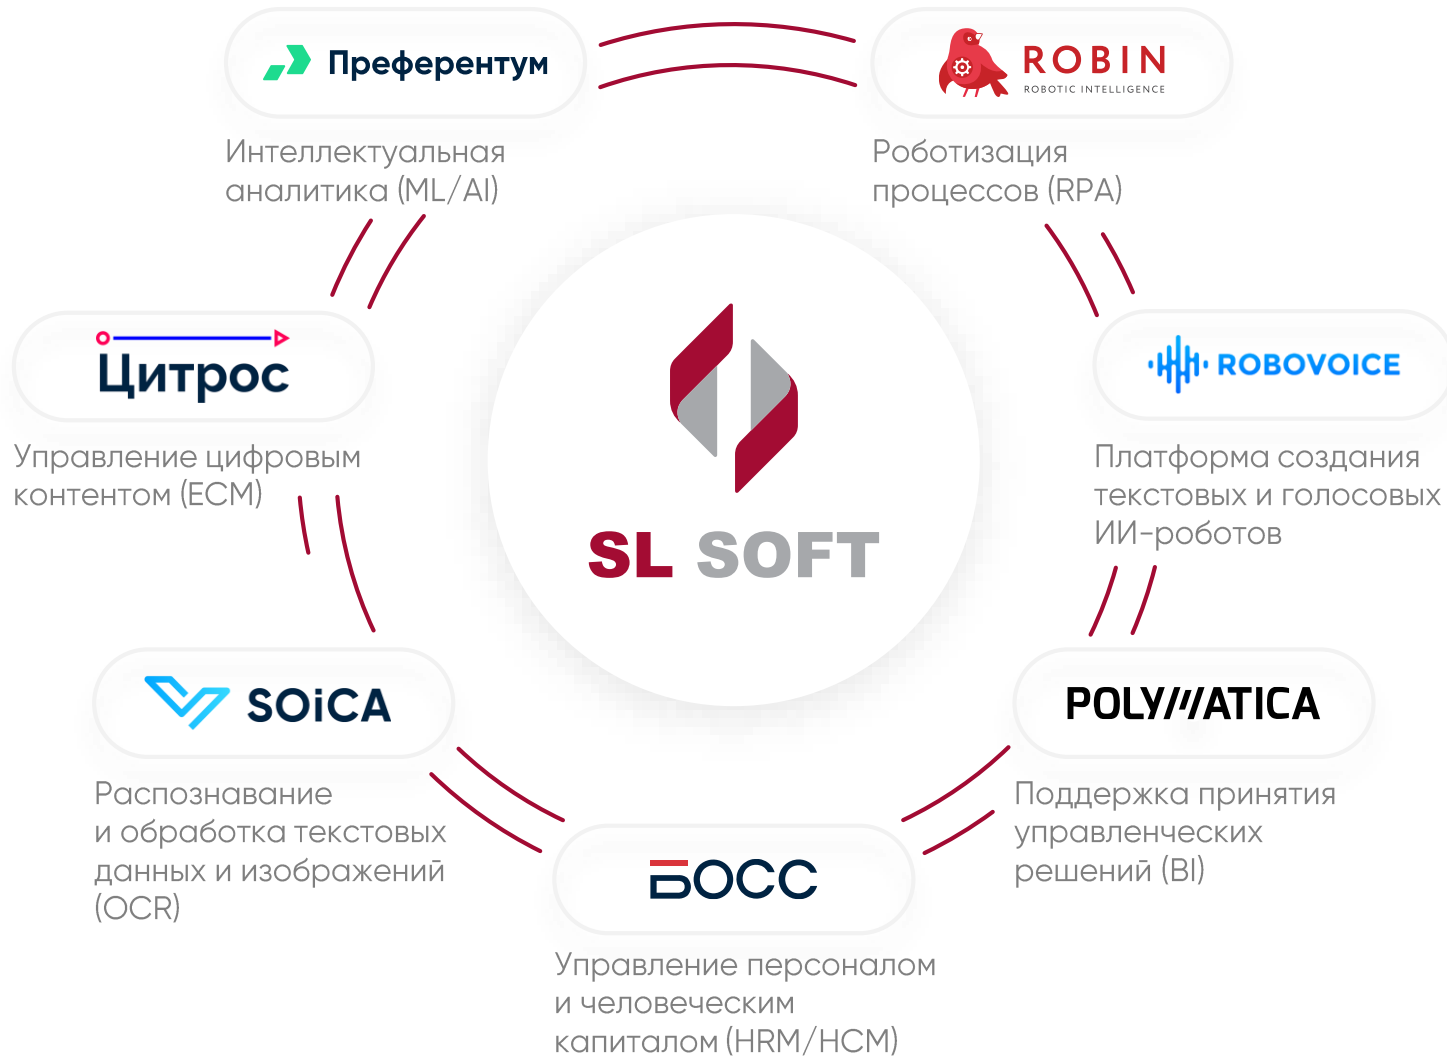 Преферентум
Интеллектуальная
аналитика (ML/AI)
ROBIN
ROBOTIC INTELLIGENCE
Роботизация
процессов (RPA)
Цитрос
Управление цифровым
контентом (ECM)
SL SOFT
ROBOVOICE
Платформа создания
текстовых и голосовых
ИИ-роботов
SOiCA
Распознавание
и обработка текстовых
данных и изображений
(OCR)
POLYMATICA
Поддержка принятия
управленческих
решений (BI)
БОСС
Управление персоналом
и человеческим
капиталом (HRM/HCM)